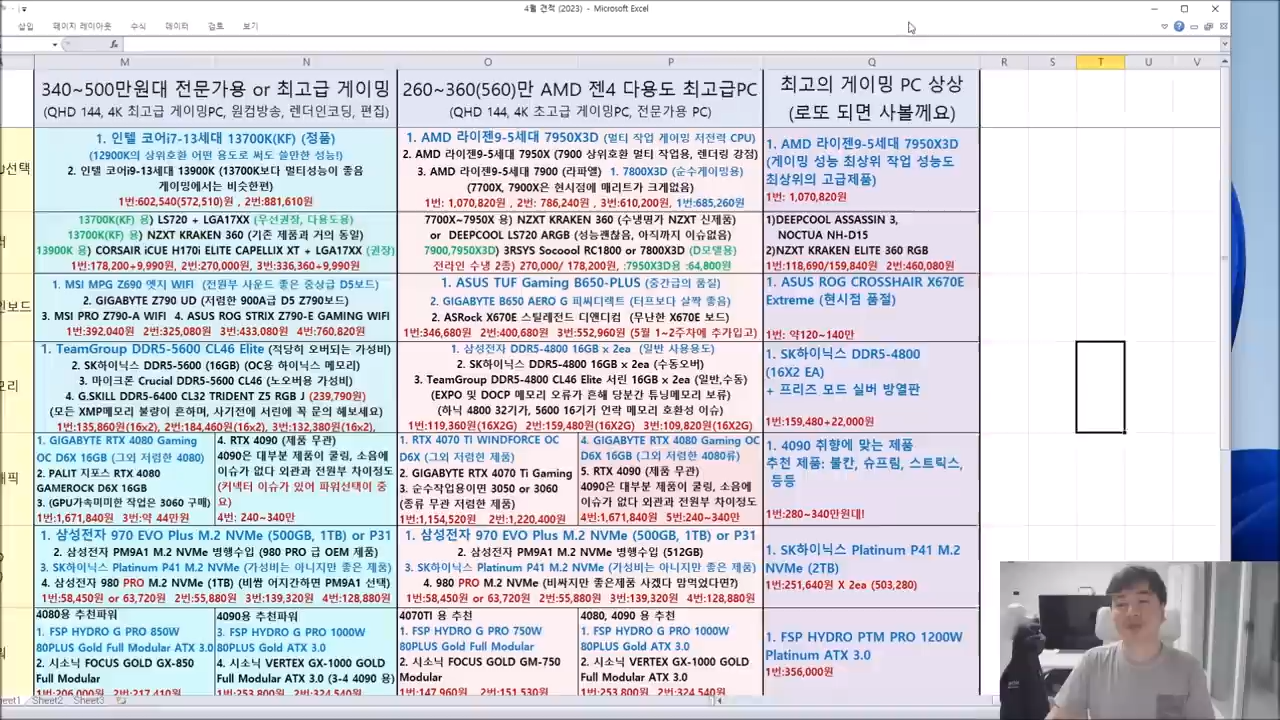 4월 견적 (2023) - Microsoft Excel
삽입 페이지 레이아웃 수식 데이터 검토 보기
fx
M N O P Q R S T U V
340~500만원대 전문가용 or 최고급 게이밍
(QHD 144, 4K 최고급 게이밍PC, 원컴방송, 렌더인코딩, 편집)
1. 인텔 코어i7-13세대 13700K(KF) (정품)
(12900K의 상위호환 어떤 용도로 써도 쓸만한 성능!)
2. 인텔 코어i9-13세대 13900K (13700K보다 멀티성능이 좋음
게이밍에서는 비슷한편)
1번:602,540(572,510)원 , 2번:881,610원
13700K(KF) 용) LS720 + LGA17XX (우선권장, 다용도용)
13700K(KF) 용) NZXT KRAKEN 360 (기존 제품과 거의 동일)
13900K 용) CORSAIR iCUE H170i ELITE CAPELLIX XT + LGA17XX (권장)
1번:178,200+9,990원, 2번:270,000원, 3번:336,360+9,990원
1. MSI MPG Z690 엣지 WIFI (전원부 사운드 좋은 중상급 D5보드)
2. GIGABYTE Z790 UD (저렴한 900A급 D5 Z790보드)
3. MSI PRO Z790-A WIFI 4. ASUS ROG STRIX Z790-E GAMING WIFI
1번:392,040원 2번:325,080원 3번:433,080원 4번:760,820원
1. TeamGroup DDR5-5600 CL46 Elite (적당히 오버되는 가성비)
2. SK하이닉스 DDR5-5600 (16GB) (OC용 하이닉스 메모리)
3. 마이크론 Crucial DDR5-5600 CL46 (노오버용 가성비)
4. G.SKILL DDR5-6400 CL32 TRIDENT Z5 RGB J (239,790원)
(모든 XMP메모리 불량이 흔하며, 사기전에 서린에 꼭 문의 해보세요)
1번:135,860(16x2), 2번:184,460(16x2), 3번:132,380(16x2),
1. GIGABYTE RTX 4080 Gaming
OC D6X 16GB (그외 저렴한 4080)
2. PALIT 지포스 RTX 4080
GAMEROCK D6X 16GB
3. (GPU가속미미한 작업은 3060 구매)
1번:1,671,840원 3번:약 44만원
4. RTX 4090 (제품 무관)
4090은 대부분 제품이 쿨링, 소음에
이슈가 없다 외관과 전원부 차이정도
(커넥터 이슈가 있어 파워선택이 중
요)
4번: 240~340만
1. 삼성전자 970 EVO Plus M.2 NVMe (500GB, 1TB) or P31
2. 삼성전자 PM9A1 M.2 NVMe 병행수입 (980 PRO 급 OEM 제품)
3. SK하이닉스 Platinum P41 M.2 NVMe (가성비는 아니지만 좋은 제품)
4. 삼성전자 980 PRO M.2 NVMe (1TB) (비쌈 어지간하면 PM9A1 선택)
1번:58,450원 or 63,720원 2번:55,880원 3번:139,320원 4번:128,880원
4080용 추천파워
1. FSP HYDRO G PRO 850W
80PLUS Gold Full Modular ATX 3.0
2. 시소닉 FOCUS GOLD GX-850
Full Modular
1번:206,000원 2번:217,410원
4090용 추천파워
3. FSP HYDRO G PRO 1000W
80PLUS Gold ATX 3.0
4. 시소닉 VERTEX GX-1000 GOLD
Full Modular ATX 3.0 (3-4 4090 용)
1번:253,800원 2번:324,540원
260~360(560)만 AMD 젠4 다용도 최고급PC
(QHD 144, 4K 초고급 게이밍PC, 전문가용 PC)
1. AMD 라이젠9-5세대 7950X3D (멀티 작업 게이밍 저전력 CPU)
2. AMD 라이젠9-5세대 7950X (7900 상위호환 멀티 작업용, 렌더링 강점)
3. AMD 라이젠9-5세대 7900 (라파엘) 1. 7800X3D (순수게이밍용)
(7700X, 7900X은 현시점에 매리트가 크게없음)
1번: 1,070,820원 , 2번: 786,240원 , 3번:610,200원, 1번:685,260원
7700X~7950X 용) NZXT KRAKEN 360 (수냉명가 NZXT 신제품)
or DEEPCOOL LS720 ARGB (성능괜찮음, 아직까지 이슈없음)
7900,7950X3D) 3RSYS Socoool RC1800 or 7800X3D (D모델용)
전라인 수냉 2종) 270,000/ 178,200원, :7950X3D용 :64,800원
1. ASUS TUF Gaming B650-PLUS (중간급의 품질)
2. GIGABYTE B650 AERO G 피씨디렉트 (터프보다 살짝 좋음)
2. ASRock X670E 스틸레전드 디앤디컴 (무난한 X670E 보드)
1번:346,680원 2번:400,680원 3번:552,960원 (5월 1~2주차에 추가입고)
1. 삼성전자 DDR5-4800 16GB x 2ea (일반 사용용도)
2. SK하이닉스 DDR5-4800 16GB x 2ea (수동오버)
3. TeamGroup DDR5-4800 CL46 Elite 서린 16GB x 2ea (일반,수동)
(EXPO 및 DOCP 메모리 오류가 흔해 당분간 튜닝메모리 보류)
(하닉 4800 32기가, 5600 16기가 언락 메모리 호환성 이슈)
1번:119,360원(16X2G) 2번:159,480원(16X2G) 3번:109,820원(16X2G)
1. RTX 4070 TI WINDFORCE OC
D6X (그외 저렴한 제품)
2. GIGABYTE RTX 4070 Ti Gaming
3. 순수작업용이면 3050 or 3060
(종류 무관 저렴한 제품)
1번:1,154,520원 2번:1,220,400원
4. GIGABYTE RTX 4080 Gaming OC
D6X 16GB (그외 저렴한 4080류)
5. RTX 4090 (제품 무관)
4090은 대부분 제품이 쿨링, 소음에
이슈가 없다 외관과 전원부 차이정도
4번:1,671,840원 5번:240~340만
1. 삼성전자 970 EVO Plus M.2 NVMe (500GB, 1TB) or P31
2. 삼성전자 PM9A1 M.2 NVMe 병행수입 (512GB)
3. SK하이닉스 Platinum P41 M.2 NVMe (가성비는 아니지만 좋은 제품)
4. 980 PRO M.2 NVMe (비싸지만 좋은제품 사겠다 맘먹었다면?)
1번:58,450원 or 63,720원 2번:55,880원 3번:139,320원 4번:128,880원
4070TI 용 추천
1. FSP HYDRO G PRO 750W
80PLUS Gold Full Modular
2. 시소닉 FOCUS GOLD GM-750
Modular
1번:147,960원 2번:151,530원
4080, 4090 용 추천
1. FSP HYDRO G PRO 1000W
80PLUS Gold ATX 3.0
2. 시소닉 VERTEX GX-1000 GOLD
Full Modular ATX 3.0
1번:253,800원 2번:324,540원
최고의 게이밍 PC 상상
(로또 되면 사볼께요)
1. AMD 라이젠9-5세대 7950X3D
(게이밍 성능 최상위 작업 성능도
최상위의 고급제품)
1번: 1,070,820원
1)DEEPCOOL ASSASSIN 3,
NOCTUA NH-D15
2)NZXT KRAKEN ELITE 360 RGB
1번:118,690/159,840원 2번:460,080원
1. ASUS ROG CROSSHAIR X670E
Extreme (현시점 품절)
1번: 약120~140만
1. SK하이닉스 DDR5-4800
(16X2 EA)
+ 프리즈 모드 실버 방열판
1번:159,480+22,000원
1. 4090 취향에 맞는 제품
추천 제품: 불칸, 슈프림, 스트릭스,
등등
1번:280~340만원대!
1. SK하이닉스 Platinum P41 M.2
NVMe (2TB)
1번:251,640원 X 2ea (503,280)
1. FSP HYDRO PTM PRO 1200W
Platinum ATX 3.0
1번:356,000원
Sheet2 Sheet3